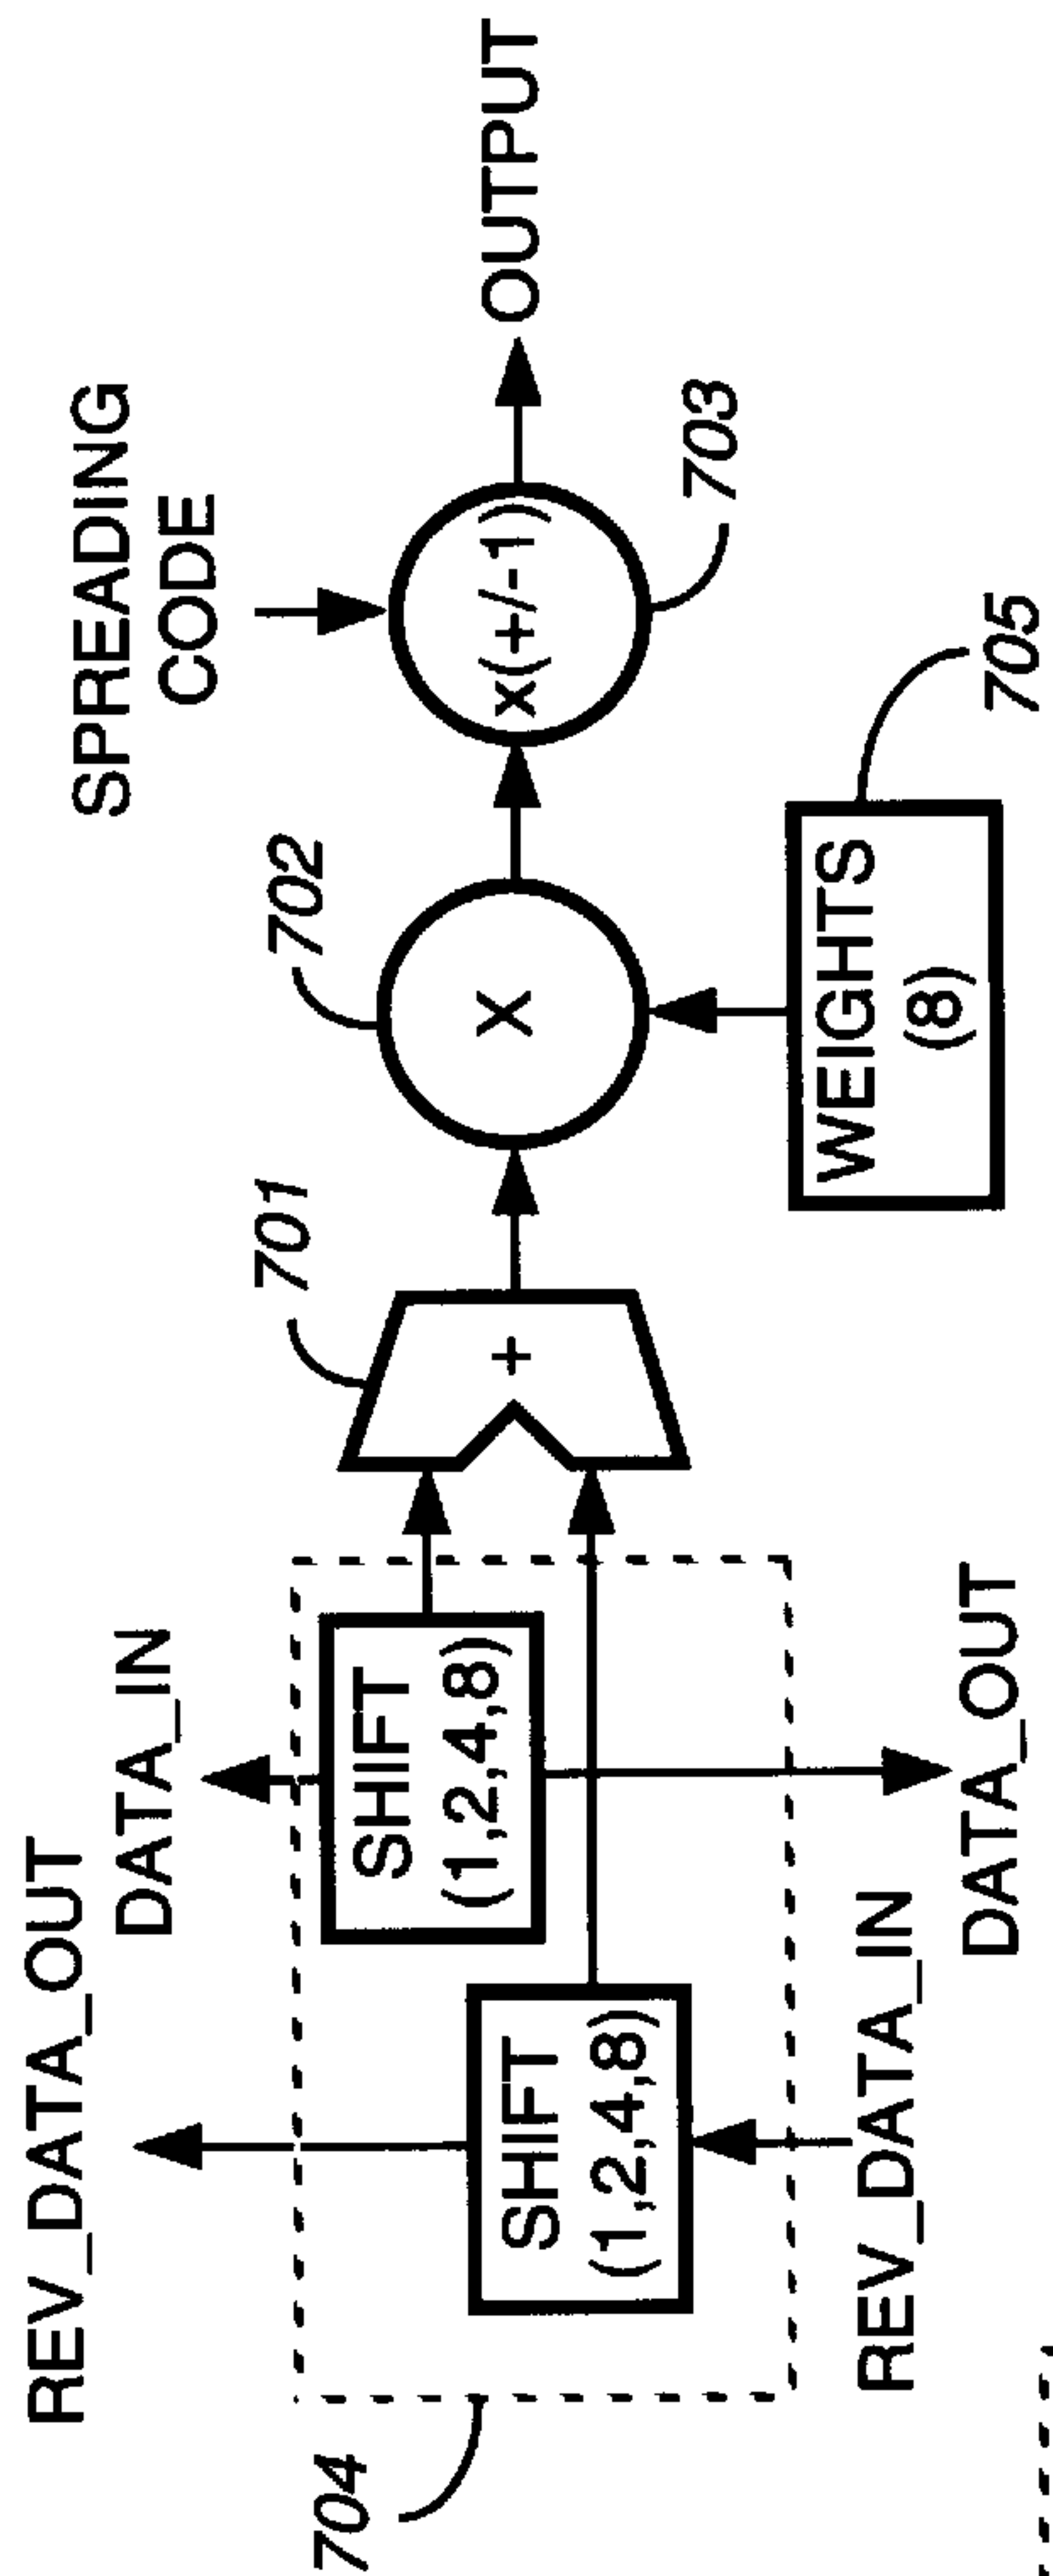 REV_DATA_OUT
DATA_IN
SPREADING
CODE
704
SHIFT
(1,2,4,8)
SHIFT
(1,2,4,8)
701
+
702
X
x(+/-1)
OUTPUT
703
WEIGHTS
(8)
705
REV_DATA_IN
DATA_OUT